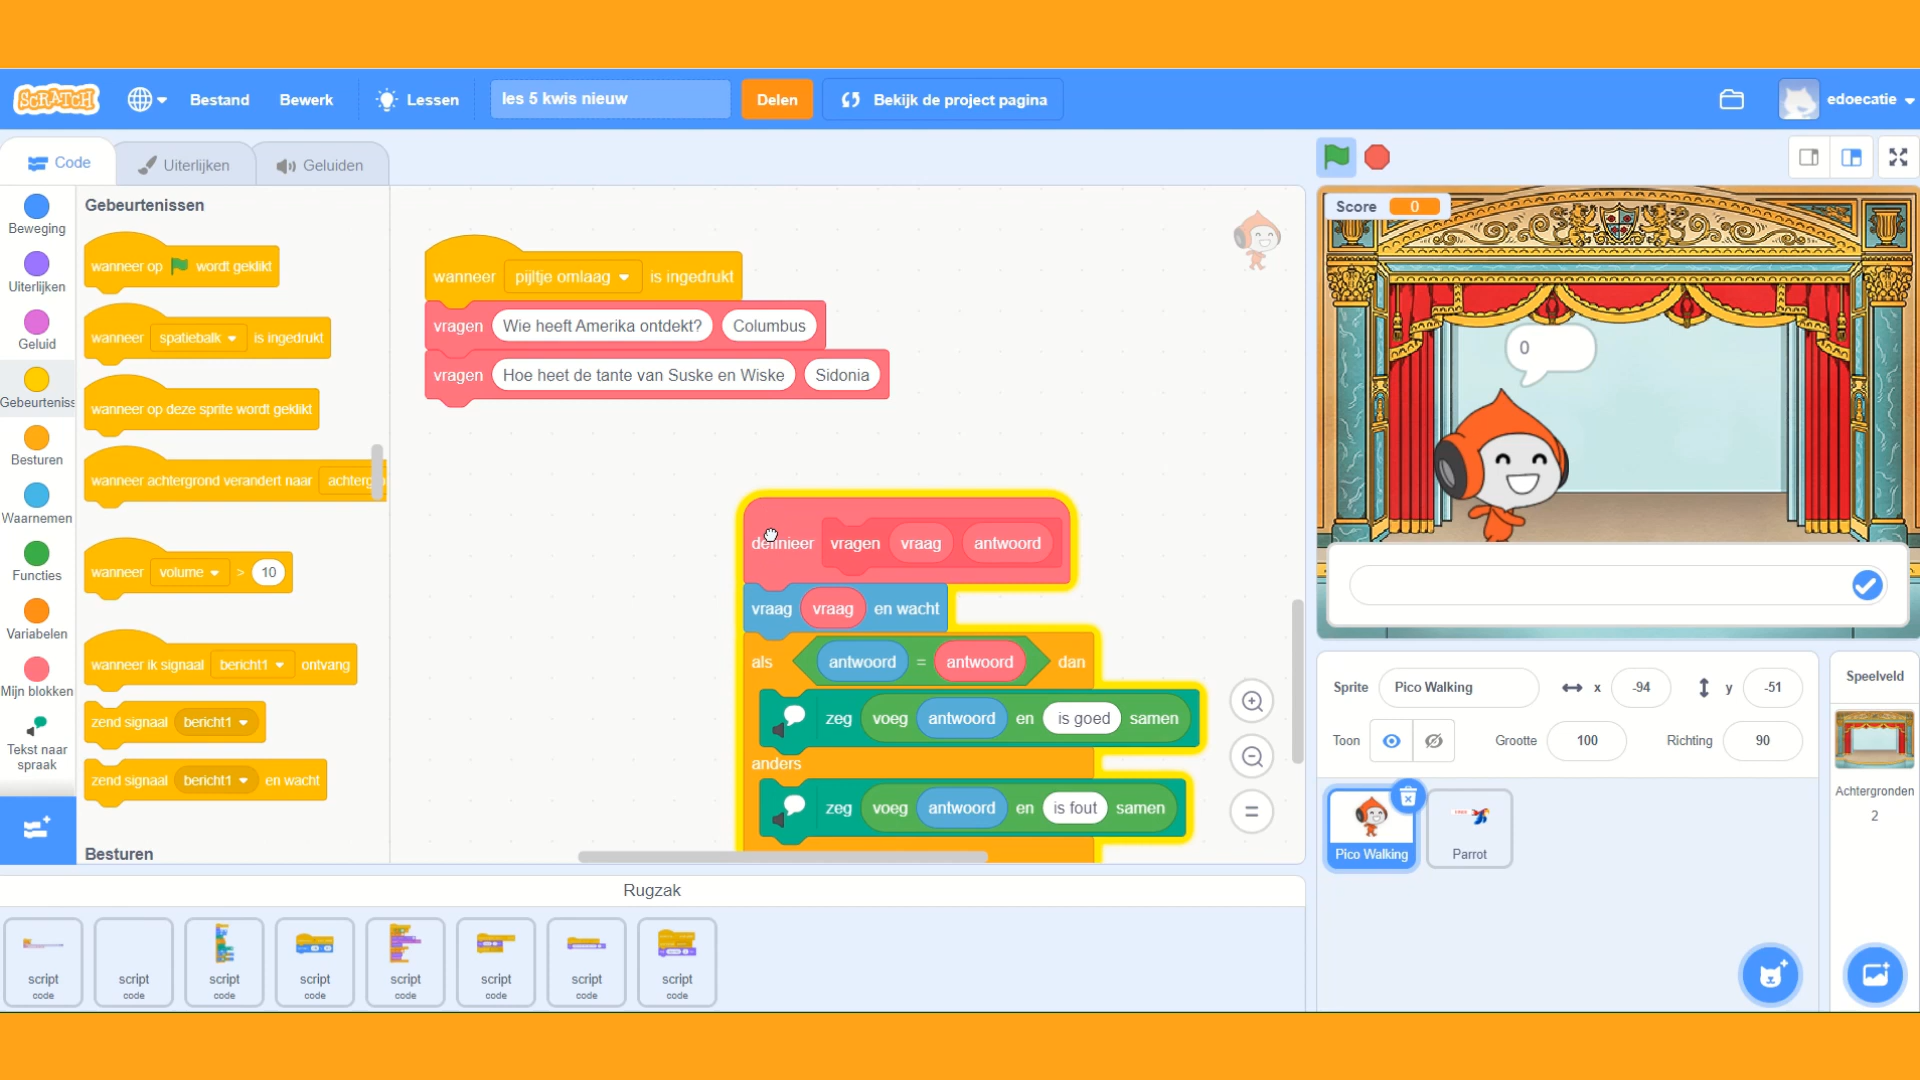 SCRATCH
Bestand
Bewerk
Lessen
les 5 kwis nieuw
Delen
Bekijk de project pagina
edoecatie
Code
Uiterlijken
Geluiden
Beweging
Uiterlijken
Geluid
Gebeurteniss
Besturen
Waarnemen
Functies
Variabelen
Mijn blokken
Tekst naar
spraak
Gebeurtenissen
wanneer op wordt geklikt
wanneer spatiebalk is ingedrukt
wanneer op deze sprite wordt geklikt
wanneer achtergrond verandert naar achterg
wanneer volume > 10
wanneer ik signaal bericht1 ontvang
zend signaal bericht1
zend signaal bericht1 en wacht
Besturen
wanneer pijltje omlaag is ingedrukt
vragen Wie heeft Amerika ontdekt? Columbus
vragen Hoe heet de tante van Suske en Wiske Sidonia
definieer vragen vraag antwoord
vraag vraag en wacht
als antwoord = antwoord dan
zeg voeg antwoord en is goed samen
anders
zeg voeg antwoord en is fout samen
Score 0
0
Sprite Pico Walking x -94 y -51
Toon Grootte 100 Richting 90
Pico Walking
Parrot
Speelveld
Achtergronden
2
Rugzak
script
code
script
code
script
code
script
code
script
code
script
code
script
code
script
code